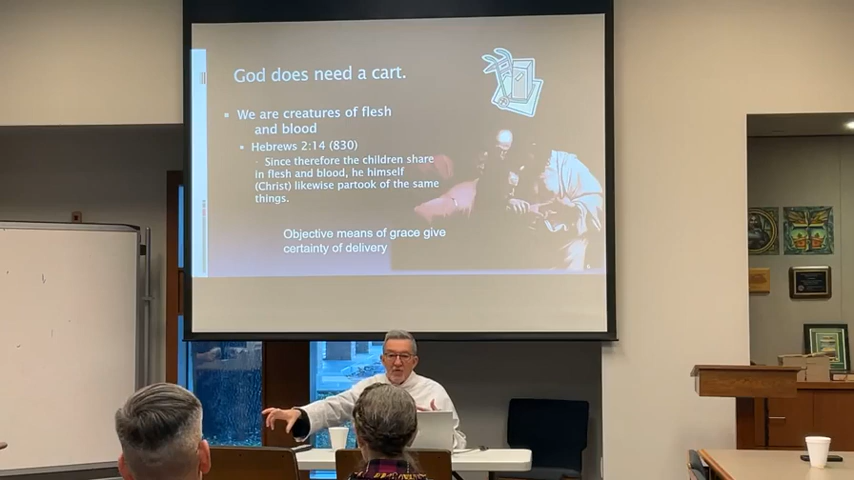 God does need a cart.
We are creatures of flesh
and blood
Hebrews 2:14 (830)
Since therefore the children share
in flesh and blood, he himself
(Christ) likewise partook of the same
things.
Objective means of grace give
certainty of delivery